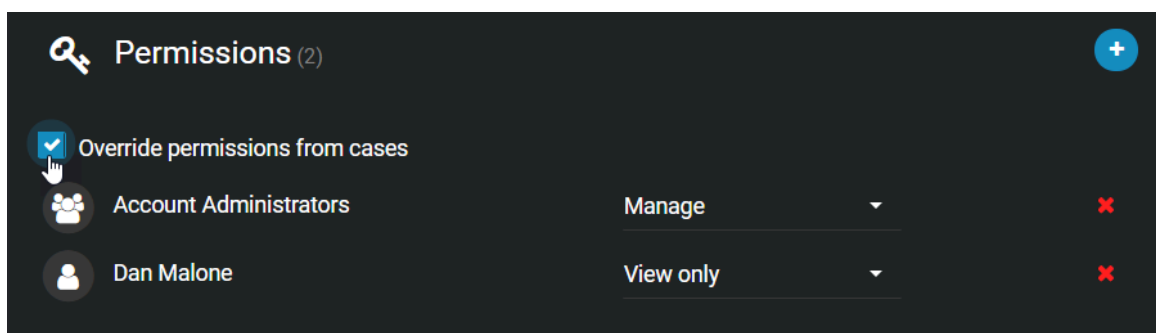 Permissions (2)
Override permissions from cases
Account Administrators Manage
Dan Malone View only